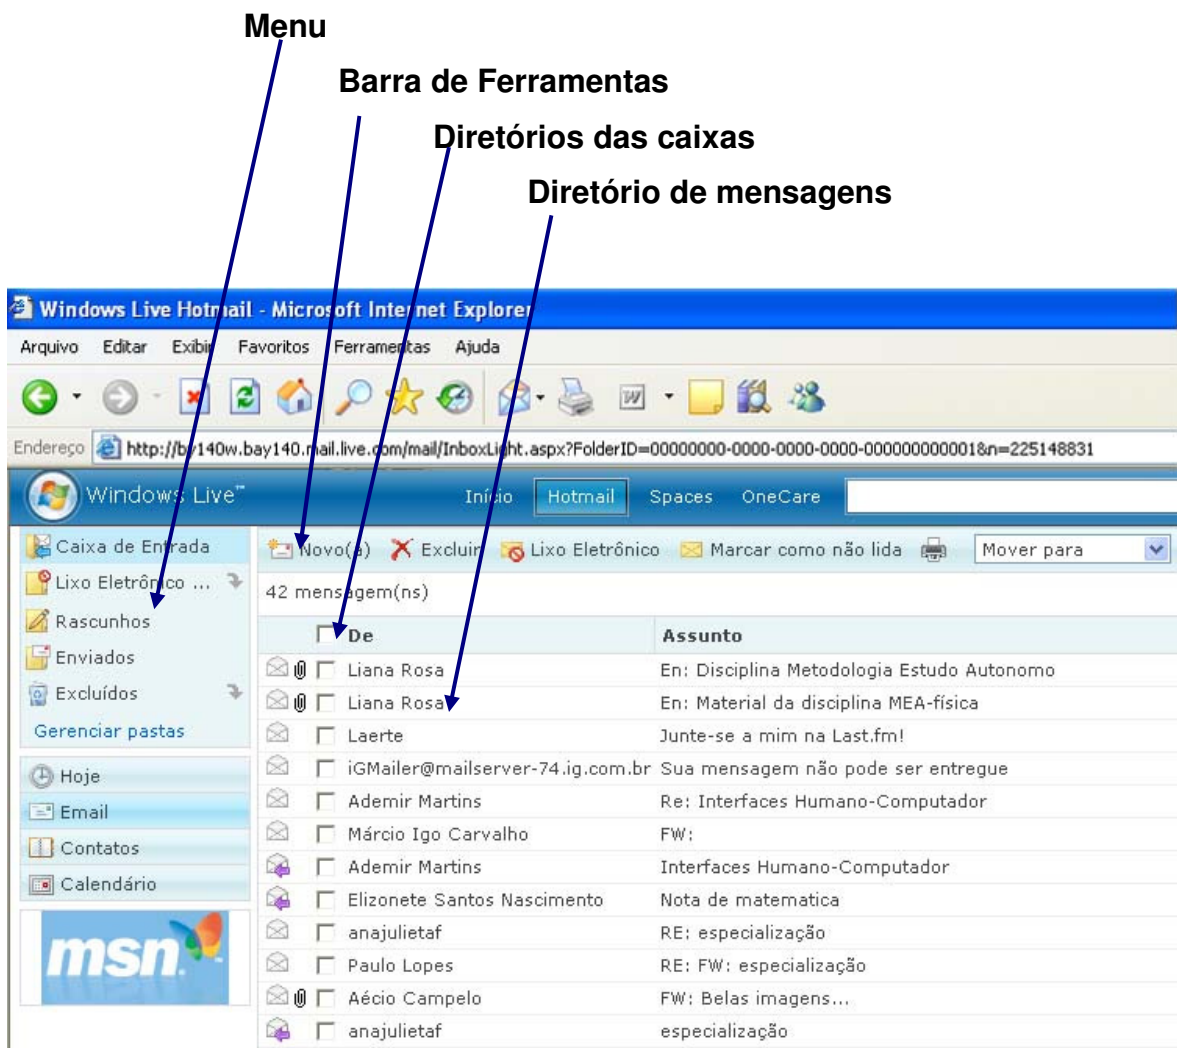 Menu
Barra de Ferramentas
Diretórios das caixas
Diretório de mensagens
Windows Live Hotmail - Microsoft Internet Explorer
Arquivo Editar Exibir Favoritos Ferramentas Ajuda
Endereço http://by140w.bay140.mail.live.com/mail/InboxLight.aspx?FolderID=00000000-0000-0000-0000-000000000001&n=225148831
Windows Live™ Início Hotmail Spaces OneCare
Caixa de Entrada
Lixo Eletrônico ...
Rascunhos
Enviados
Excluídos
Gerenciar pastas
Hoje
Email
Contatos
Calendário
msn
Novo(a) Excluir Lixo Eletrônico Marcar como não lida Mover para
42 mensagem(ns)
De Assunto
Liana Rosa En: Disciplina Metodologia Estudo Autonomo
Liana Rosa En: Material da disciplina MEA-física
Laerte Junte-se a mim na Last.fm!
iGMailer@mailserver-74.ig.com.br Sua mensagem não pode ser entregue
Ademir Martins Re: Interfaces Humano-Computador
Márcio Igo Carvalho FW:
Ademir Martins Interfaces Humano-Computador
Elizonete Santos Nascimento Nota de matematica
anajulietaf RE: especialização
Paulo Lopes RE: FW: especialização
Aécio Campelo FW: Belas imagens...
anajulietaf especialização